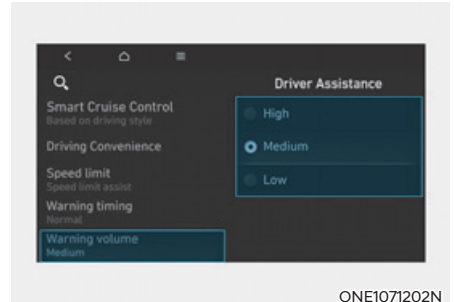 Driver Assistance
Smart Cruise Control
Based on driving style
Driving Convenience
Speed limit
Speed limit assist
Warning timing
Normal
Warning volume
Medium
High
Medium
Low
ONE1071202N